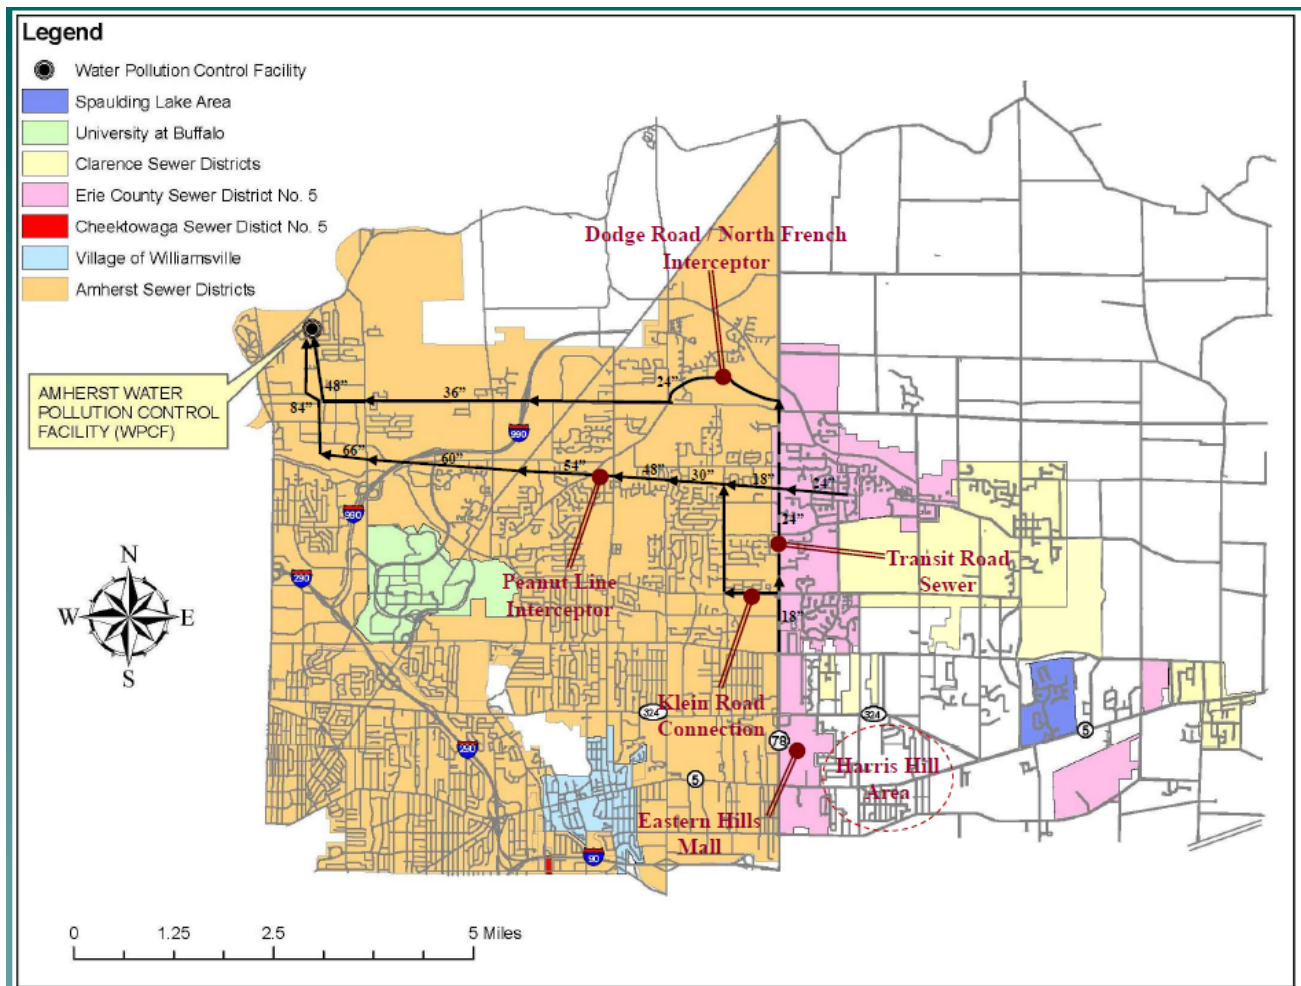 Legend
Water Pollution Control Facility
Spaulding Lake Area
University at Buffalo
Clarence Sewer Districts
Erie County Sewer District No. 5
Cheektowaga Sewer Distict No. 5
Village of Williamsville
Amherst Sewer Districts
Dodge Road / North French
Interceptor
AMHERST WATER
POLLUTION CONTROL
FACILITY (WPCF)
48”
84”
36”
24”
990
66”
60”
54”
48”
30”
18”
24”
24”
990
290
Peanut Line
Interceptor
Transit Road
Sewer
18”
N
W
E
S
Klein Road
Connection
324
324
78
5
290
Harris Hill
Area
5
Eastern Hills
Mall
90
0
1.25
2.5
5 Miles